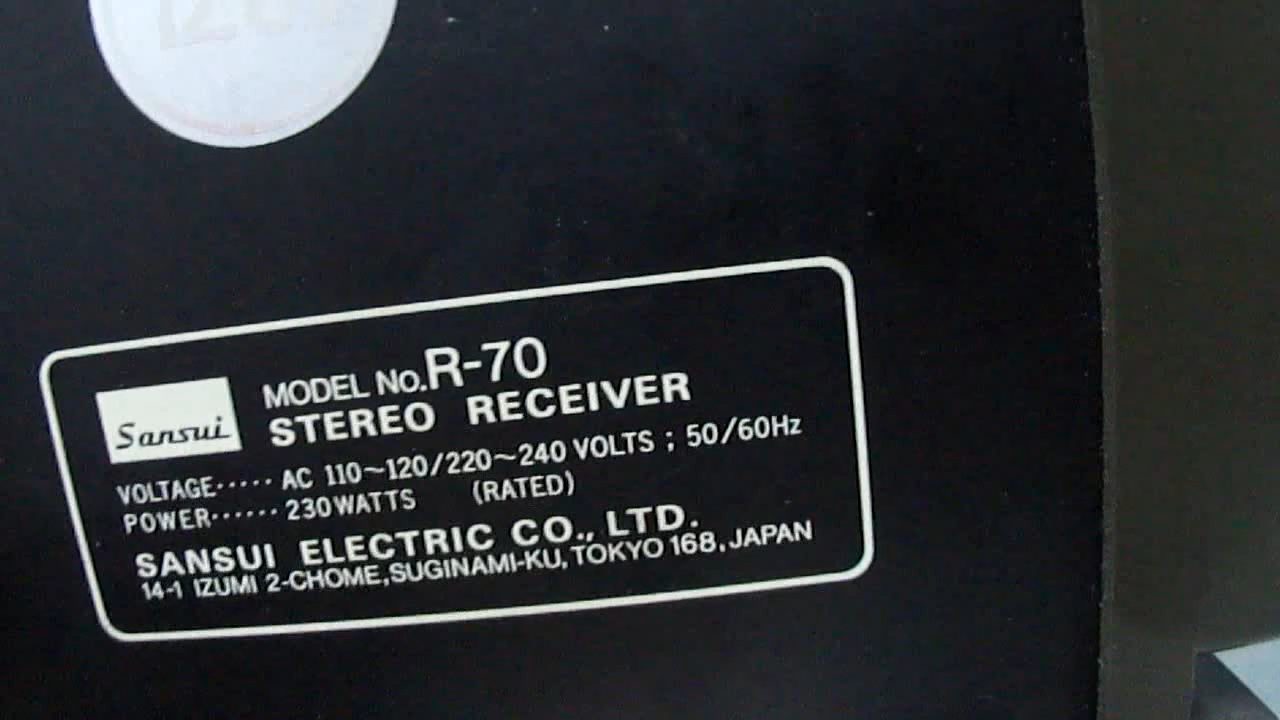 Sansui
MODEL No. R-70
STEREO RECEIVER
VOLTAGE····· AC 110~120/220~240 VOLTS ; 50/60Hz
POWER······ 230WATTS (RATED)
SANSUI ELECTRIC CO., LTD.
14-1 IZUMI 2-CHOME, SUGINAMI-KU, TOKYO 168, JAPAN